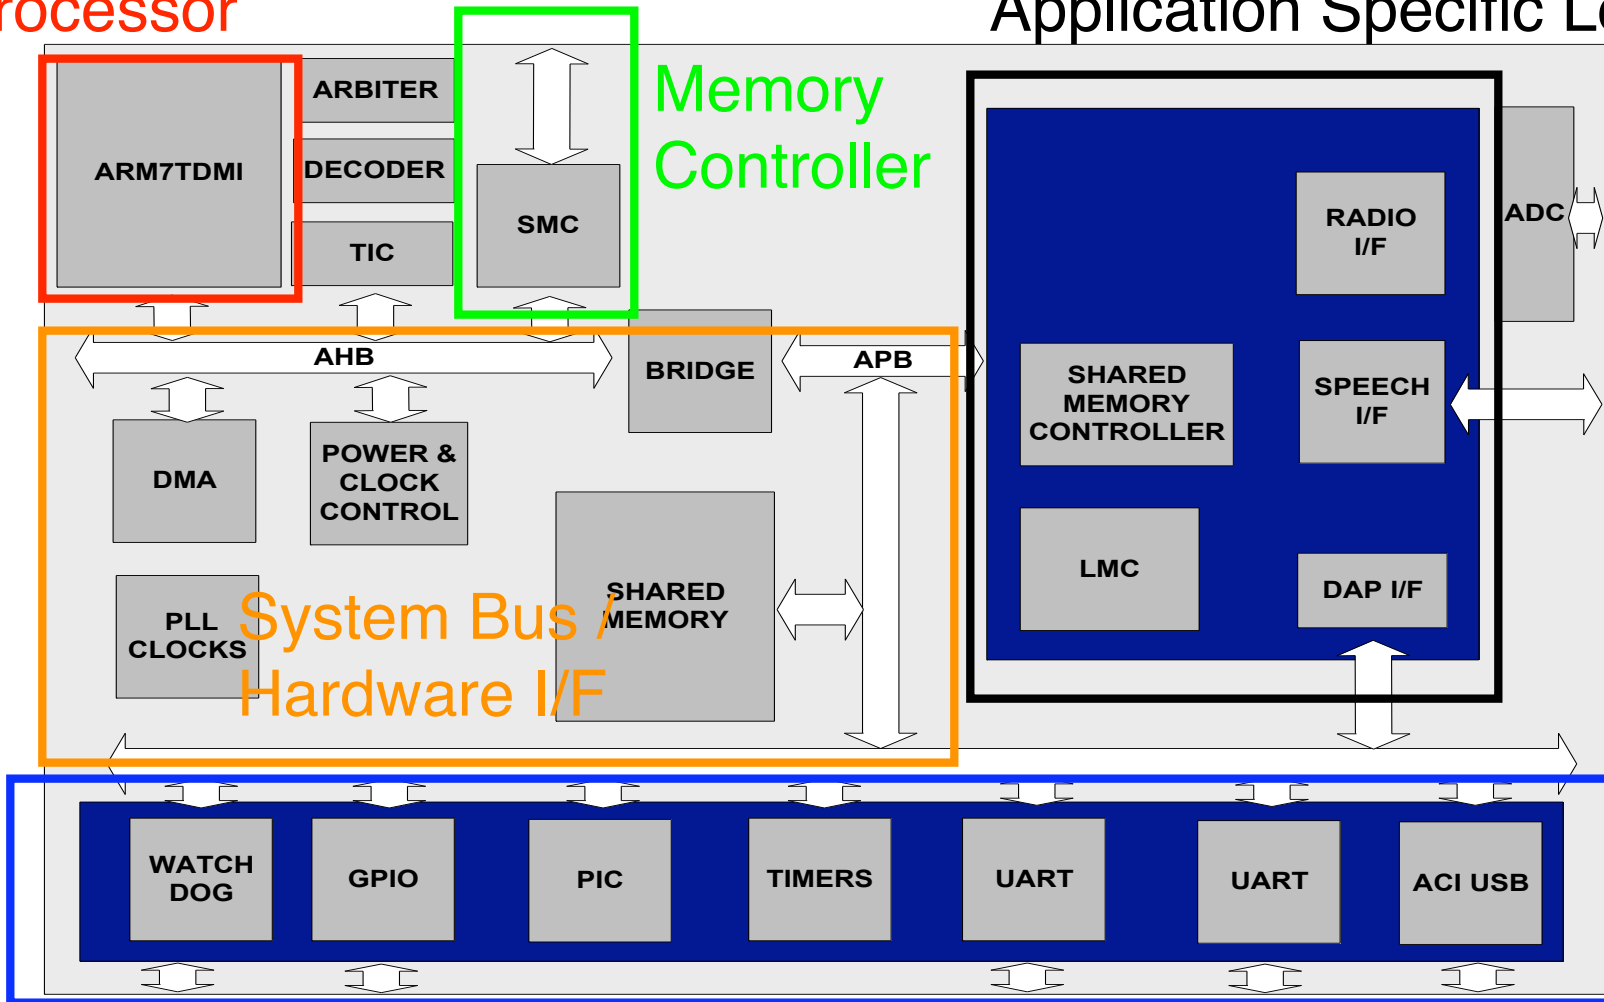 rocessor
Application Specific Lo
ARBITER
Memory
Controller
ARM7TDMI
DECODER
SMC
TIC
RADIO
I/F
ADC
AHB
BRIDGE
APB
SHARED
MEMORY
CONTROLLER
SPEECH
I/F
DMA
POWER &
CLOCK
CONTROL
LMC
DAP I/F
SHARED
MEMORY
PLL
CLOCKS
System Bus /
Hardware I/F
WATCH
DOG
GPIO
PIC
TIMERS
UART
UART
ACI USB